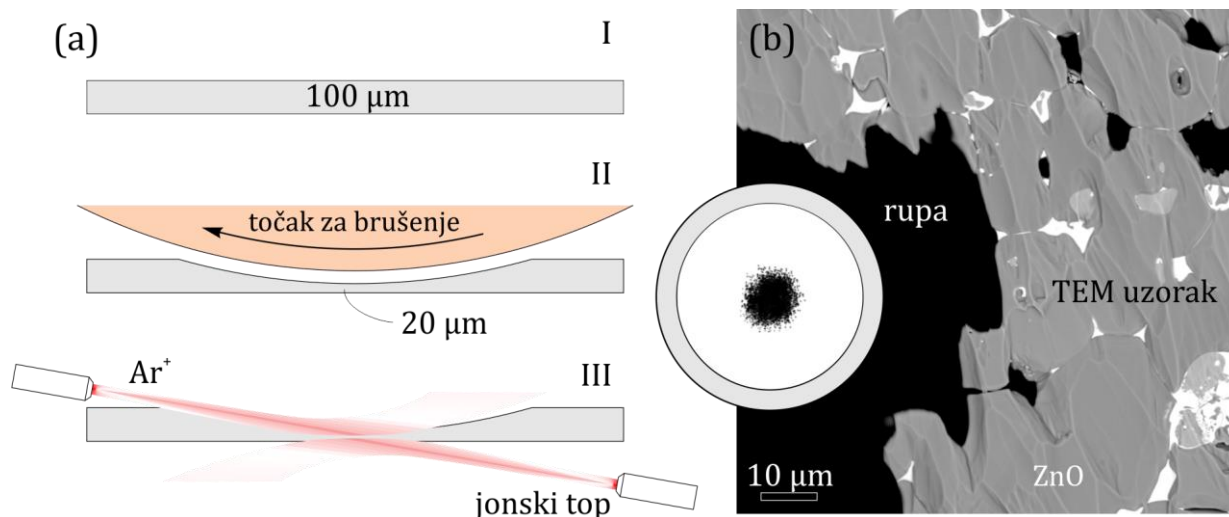 (a)
I
100 µm
II
točak za brušenje
20 µm
Ar⁺
III
jonski top
(b)
rupa
TEM uzorak
10 µm
ZnO